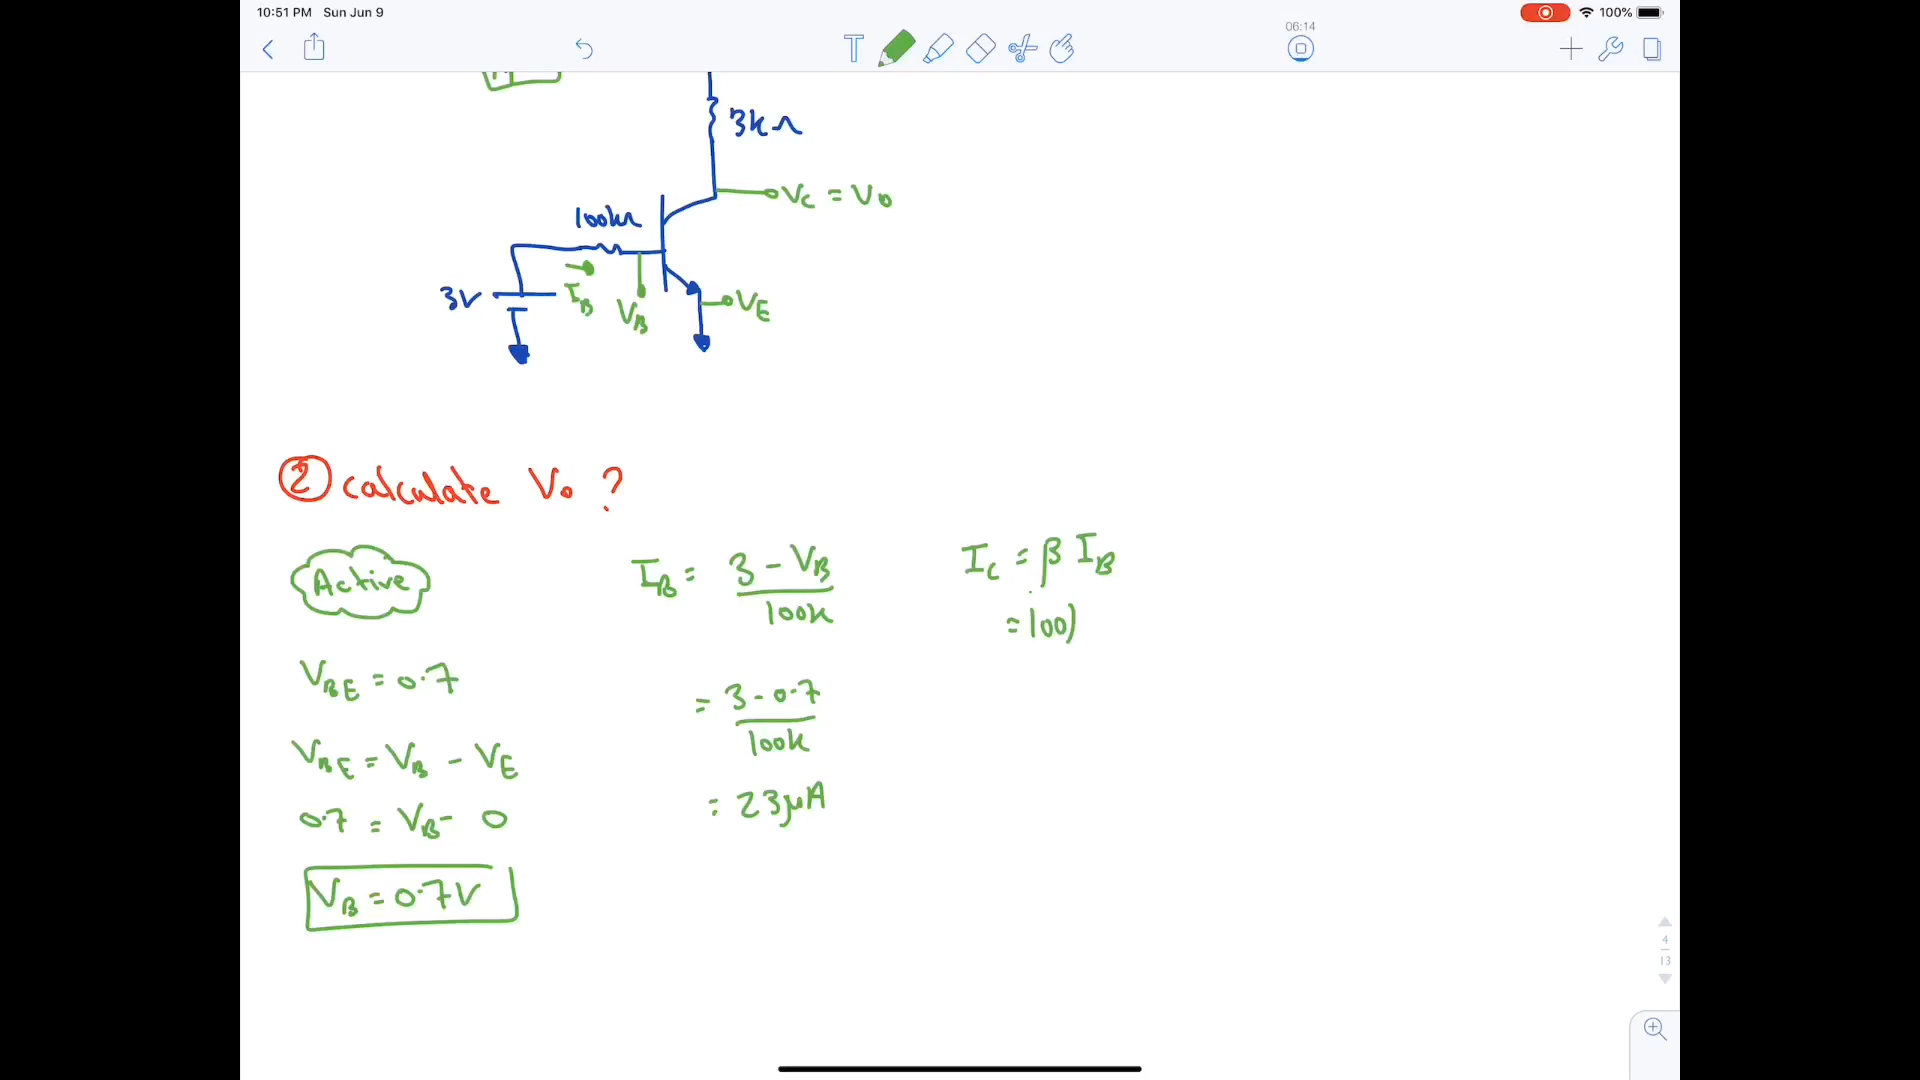 10:51 PM Sun Jun 9
100%
06:14
T
3kΩ
Vc = Vo
100kΩ
3V
IB
VB
VE
② calculate Vo ?
Active
VBE = 0.7
VBE = VB - VE
0.7 = VB - 0
VB = 0.7V
IB = 3 - VB
100k
= 3 - 0.7
100k
= 23μA
Ic = β IB
= 100)
4
13